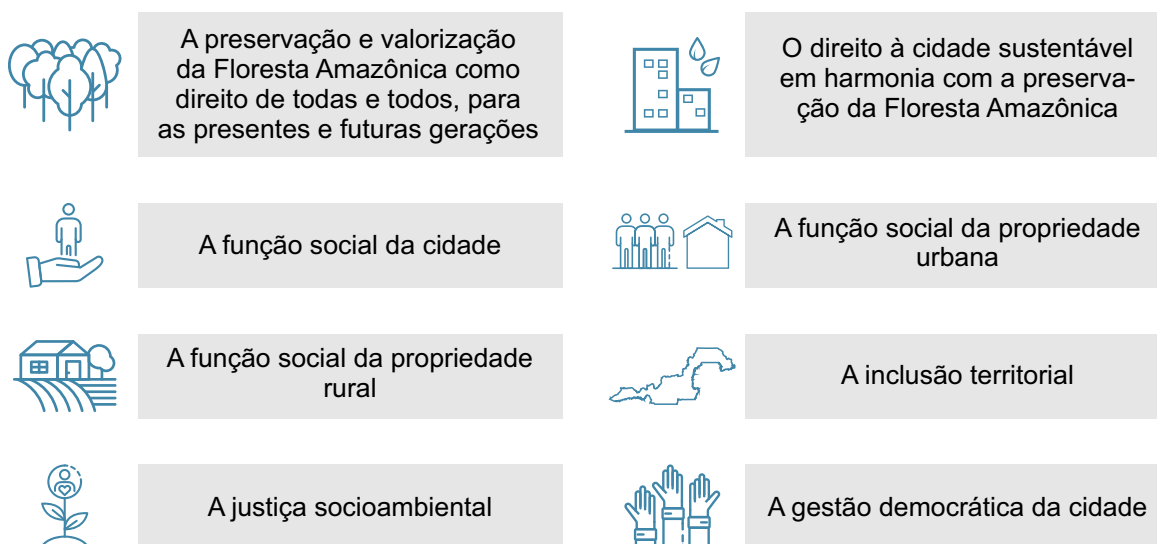 A preservação e valorização
da Floresta Amazônica como
direito de todas e todos, para
as presentes e futuras gerações
O direito à cidade sustentável
em harmonia com a preserva-
ção da Floresta Amazônica
A função social da cidade
A função social da propriedade
urbana
A função social da propriedade
rural
A inclusão territorial
A justiça socioambiental
A gestão democrática da cidade